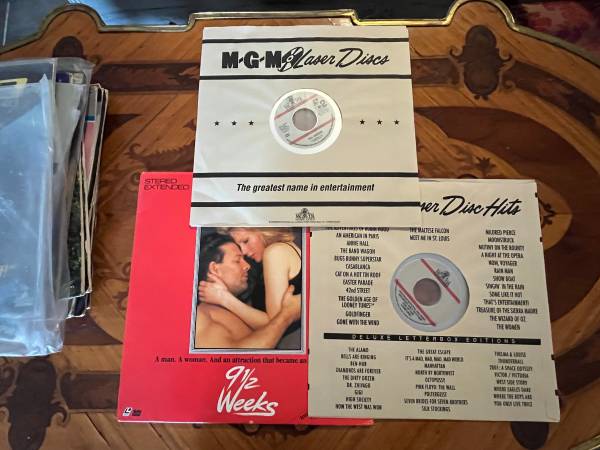 M-G-M Laser Discs
The greatest name in entertainment
STEREO
EXTENDED
A man. A woman. And an attraction that became an
9½
Weeks
ser Disc Hits
AN AMERICAN IN PARIS
ANNIE HALL
THE BAND WAGON
BUGS BUNNY SUPERSTAR
CASABLANCA
CAT ON A HOT TIN ROOF
EASTER PARADE
42nd STREET
THE GOLDEN AGE OF
LOONEY TUNES
GOLDFINGER
GONE WITH THE WIND
THE MALTESE FALCON
MEET ME IN ST. LOUIS
MILDRED PIERCE
MOONSTRUCK
MUTINY ON THE BOUNTY
A NIGHT AT THE OPERA
NOW, VOYAGER
RAIN MAN
SHOW BOAT
SINGIN' IN THE RAIN
SOME LIKE IT HOT
THAT'S ENTERTAINMENT!
TREASURE OF THE SIERRA MADRE
THE WIZARD OF OZ
THE WOMEN
DELUXE LETTERBOX EDITIONS
THE ALAMO
BELLS ARE RINGING
BEN-HUR
DIAMONDS ARE FOREVER
THE DIRTY DOZEN
DR. ZHIVAGO
GIGI
HIGH SOCIETY
HOW THE WEST WAS WON
THE GREAT ESCAPE
IT'S A MAD, MAD, MAD, MAD WORLD
MANHATTAN
NORTH BY NORTHWEST
OCTOPUSSY
PINK FLOYD: THE WALL
POLTERGEIST
SEVEN BRIDES FOR SEVEN BROTHERS
SILK STOCKINGS
THELMA & LOUISE
THUNDERBALL
2001: A SPACE ODYSSEY
VICTOR / VICTORIA
WEST SIDE STORY
WHERE EAGLES DARE
WHERE THE BOYS ARE
YOU ONLY LIVE TWICE